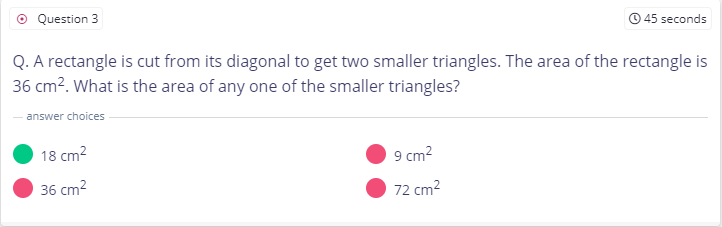 Question 3
45 seconds
Q. A rectangle is cut from its diagonal to get two smaller triangles. The area of the rectangle is
36 cm². What is the area of any one of the smaller triangles?
answer choices
18 cm²
9 cm²
36 cm²
72 cm²